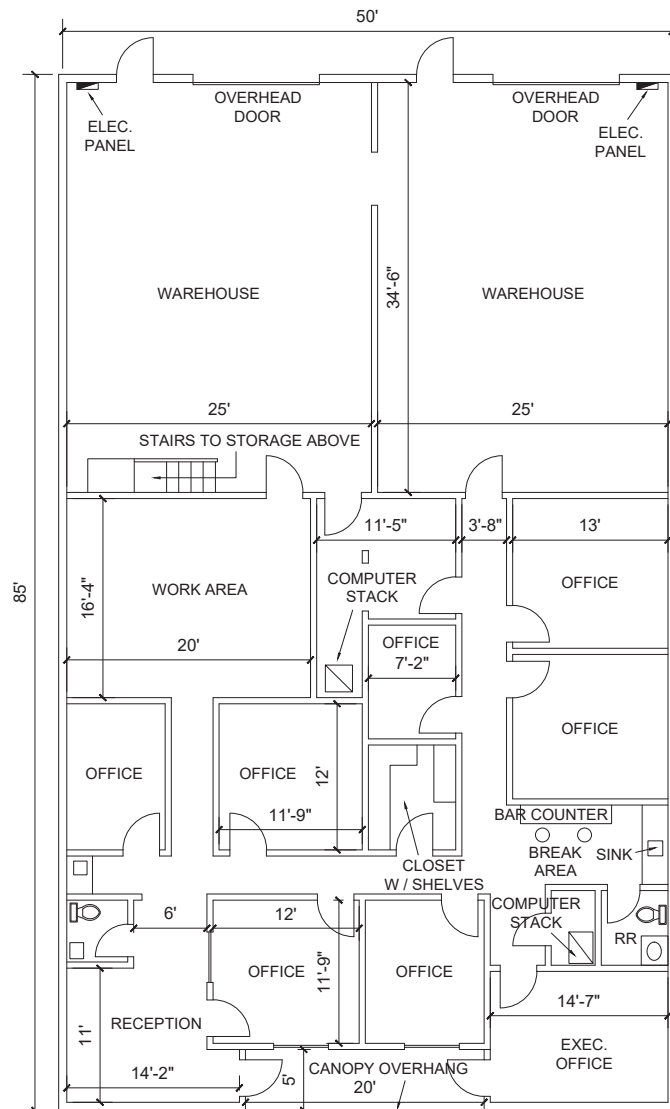 50'
OVERHEAD
DOOR
OVERHEAD
DOOR
ELEC.
PANEL
ELEC.
PANEL
WAREHOUSE
34'-6"
WAREHOUSE
25'
25'
STAIRS TO STORAGE ABOVE
85'
11'-5"
3'-8"
13'
16'-4"
WORK AREA
COMPUTER
STACK
OFFICE
20'
OFFICE
7'-2"
OFFICE
OFFICE
OFFICE
12'
11'-9"
BAR COUNTER
BREAK
AREA
SINK
CLOSET
W / SHELVES
COMPUTER
STACK
6'
12'
RR
OFFICE
11'-9"
OFFICE
14'-7"
RECEPTION
11'
EXEC.
OFFICE
14'-2"
5'
CANOPY OVERHANG
20'